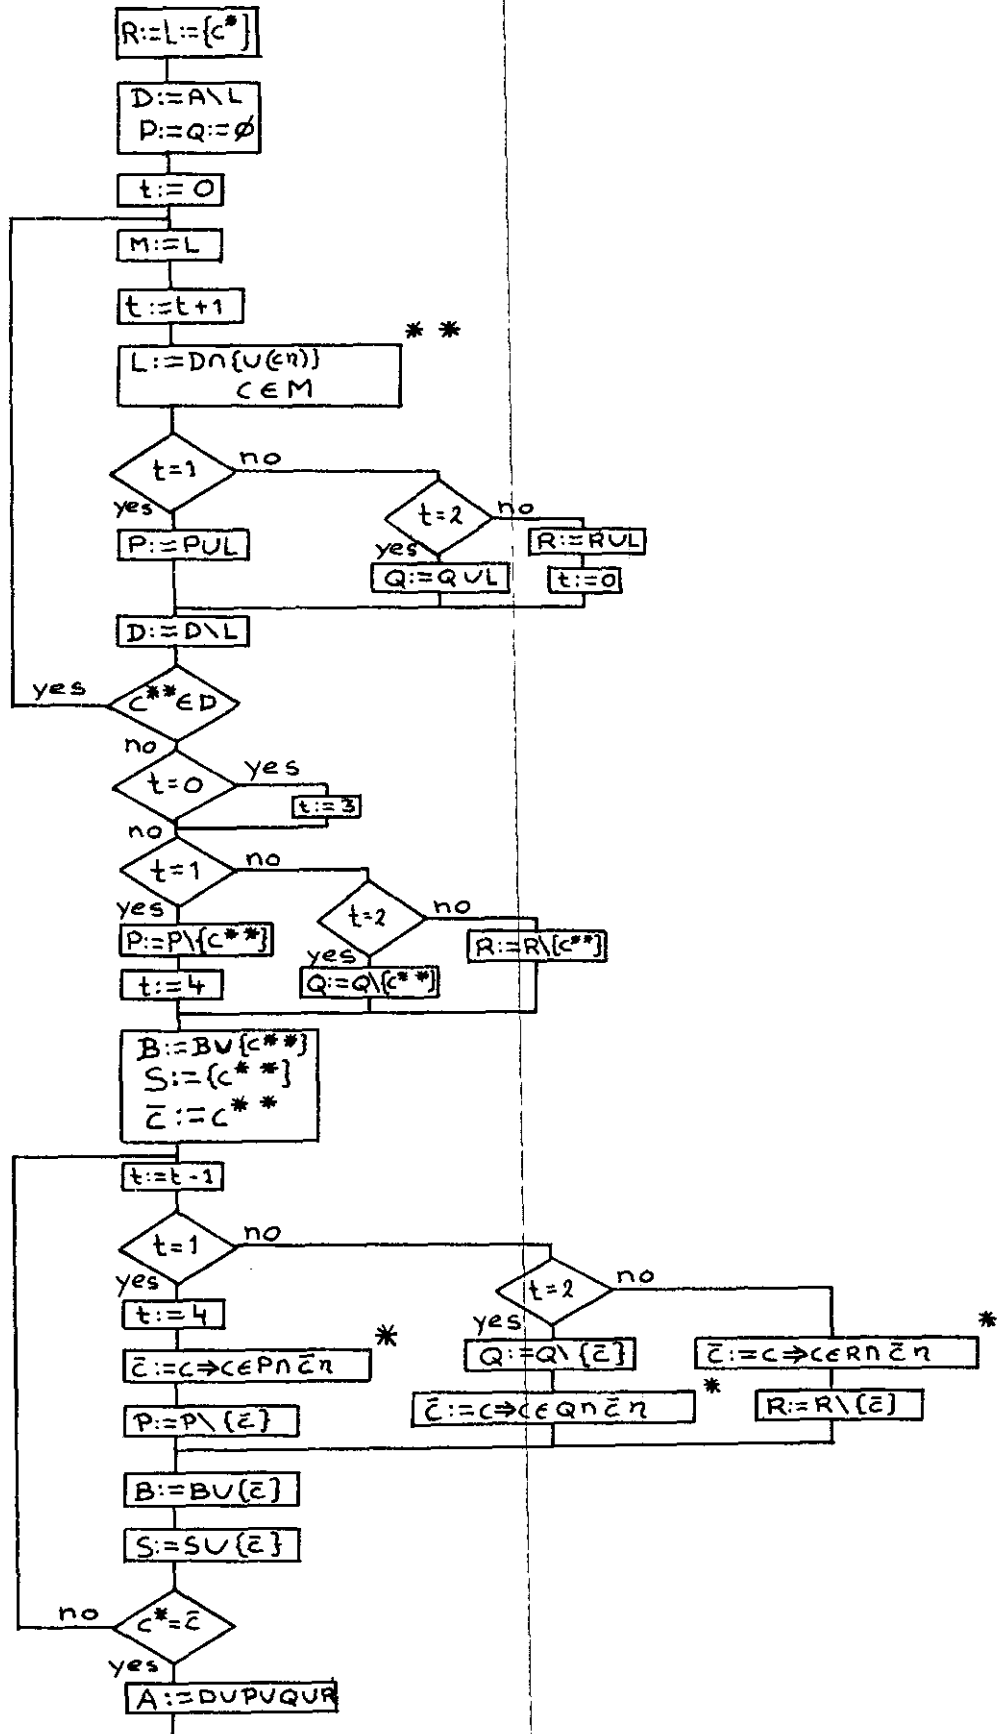 R:=L:={c*}
D:=A\L
P:=Q:=∅
t:=0
M:=L
t:=t+1
**
L:=D∩{∪(cη)}
c∈M
t=1
no
yes
t=2
no
yes
P:=P∪L
Q:=Q∪L
R:=R∪L
t:=0
D:=D\L
yes
c**∈D
no
t=0
yes
t:=3
no
t=1
no
yes
t=2
no
yes
P:=P\{c**}
Q:=Q\{c**}
R:=R\{c**}
t:=4
B:=B∪{c**}
S:={c**}
c̄:=c**
t:=t-1
t=1
no
yes
t=2
no
yes
t:=4
*
c̄:=c⇒c∈P∩c̄η
Q:=Q\{c̄}
*
c̄:=c⇒c∈R∩c̄η
P:=P\{c̄}
*
c̄:=c⇒c∈Q∩c̄η
R:=R\{c̄}
B:=B∪{c̄}
S:=S∪{c̄}
no
c*=c̄
yes
A:=D∪P∪Q∪R